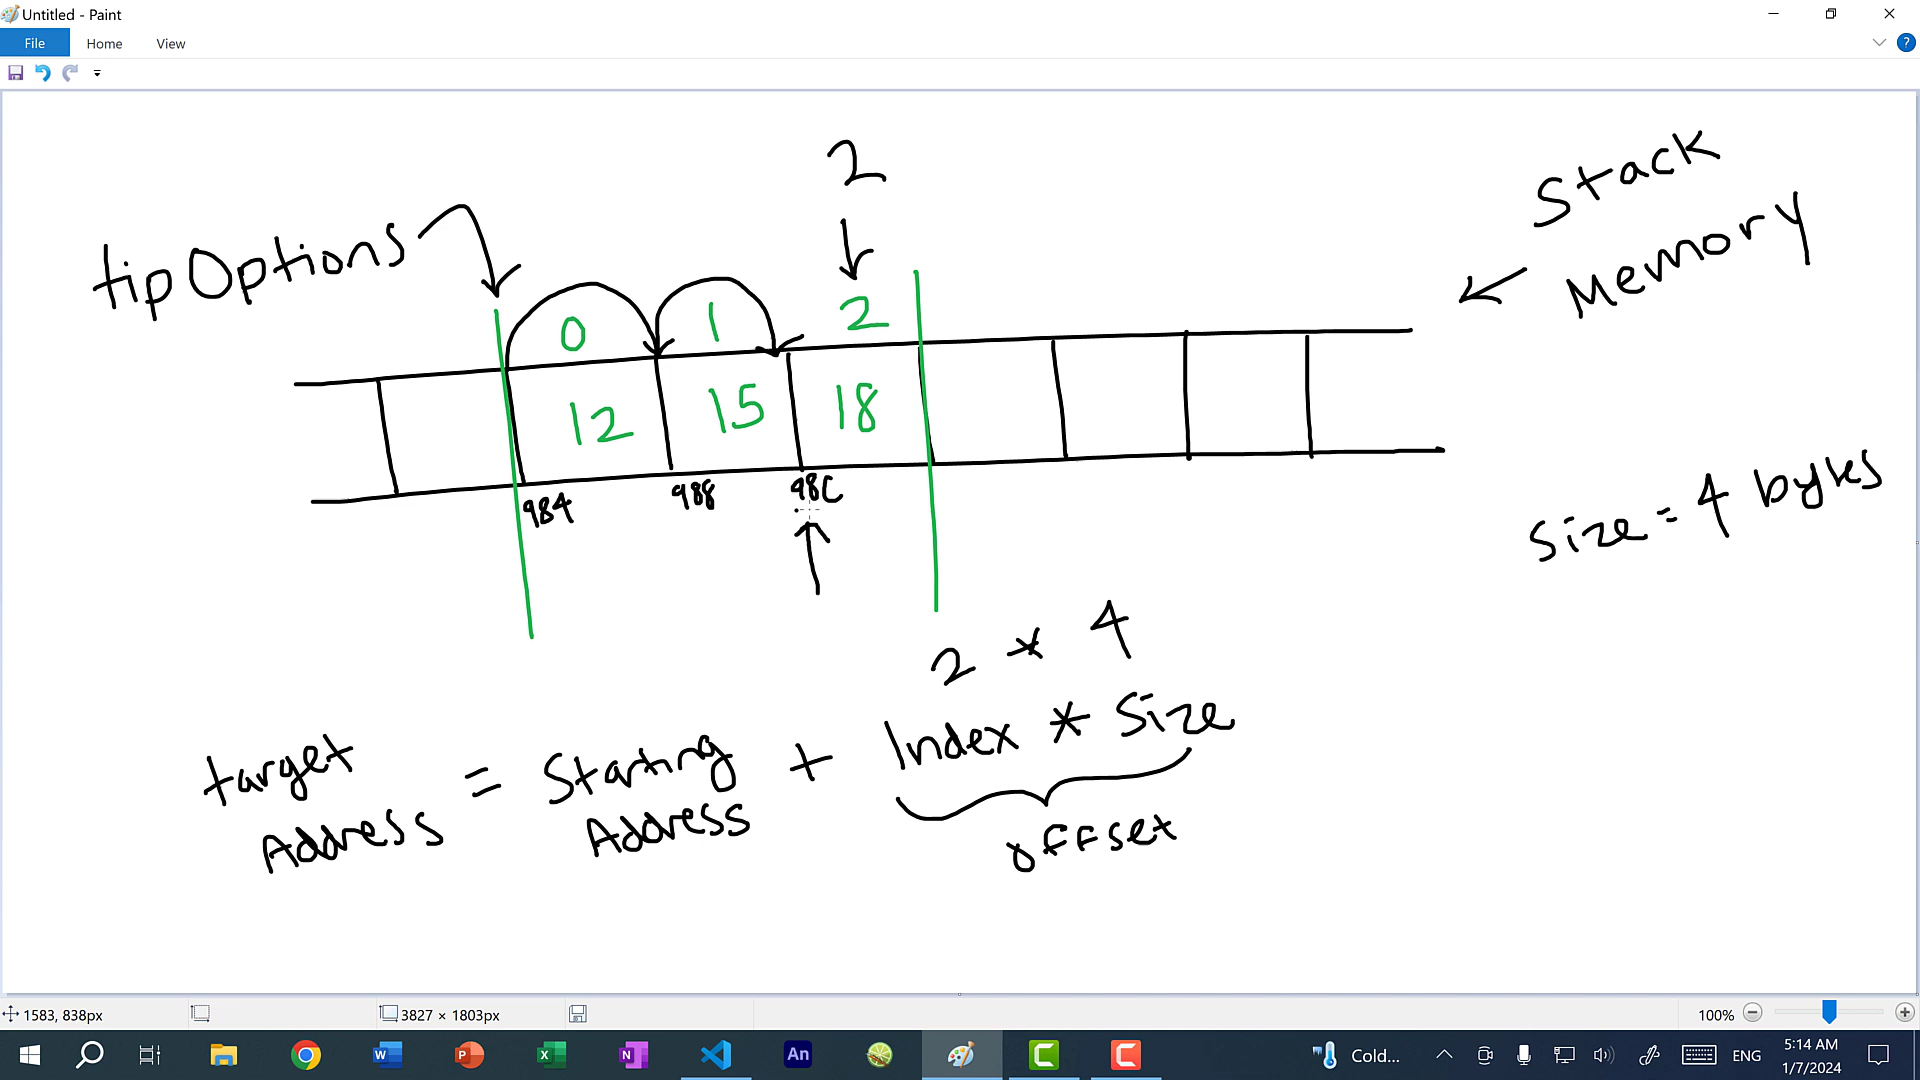 Untitled - Paint
File Home View
2
Stack
Memory
tipOptions
0 1 2
12 15 18
984 988 98C
Size = 4 bytes
2 * 4
target Address = Starting Address + Index * Size
offset
1583, 838px
3827 × 1803px
100%
W P X N An
Cold...
ENG
5:14 AM
1/7/2024